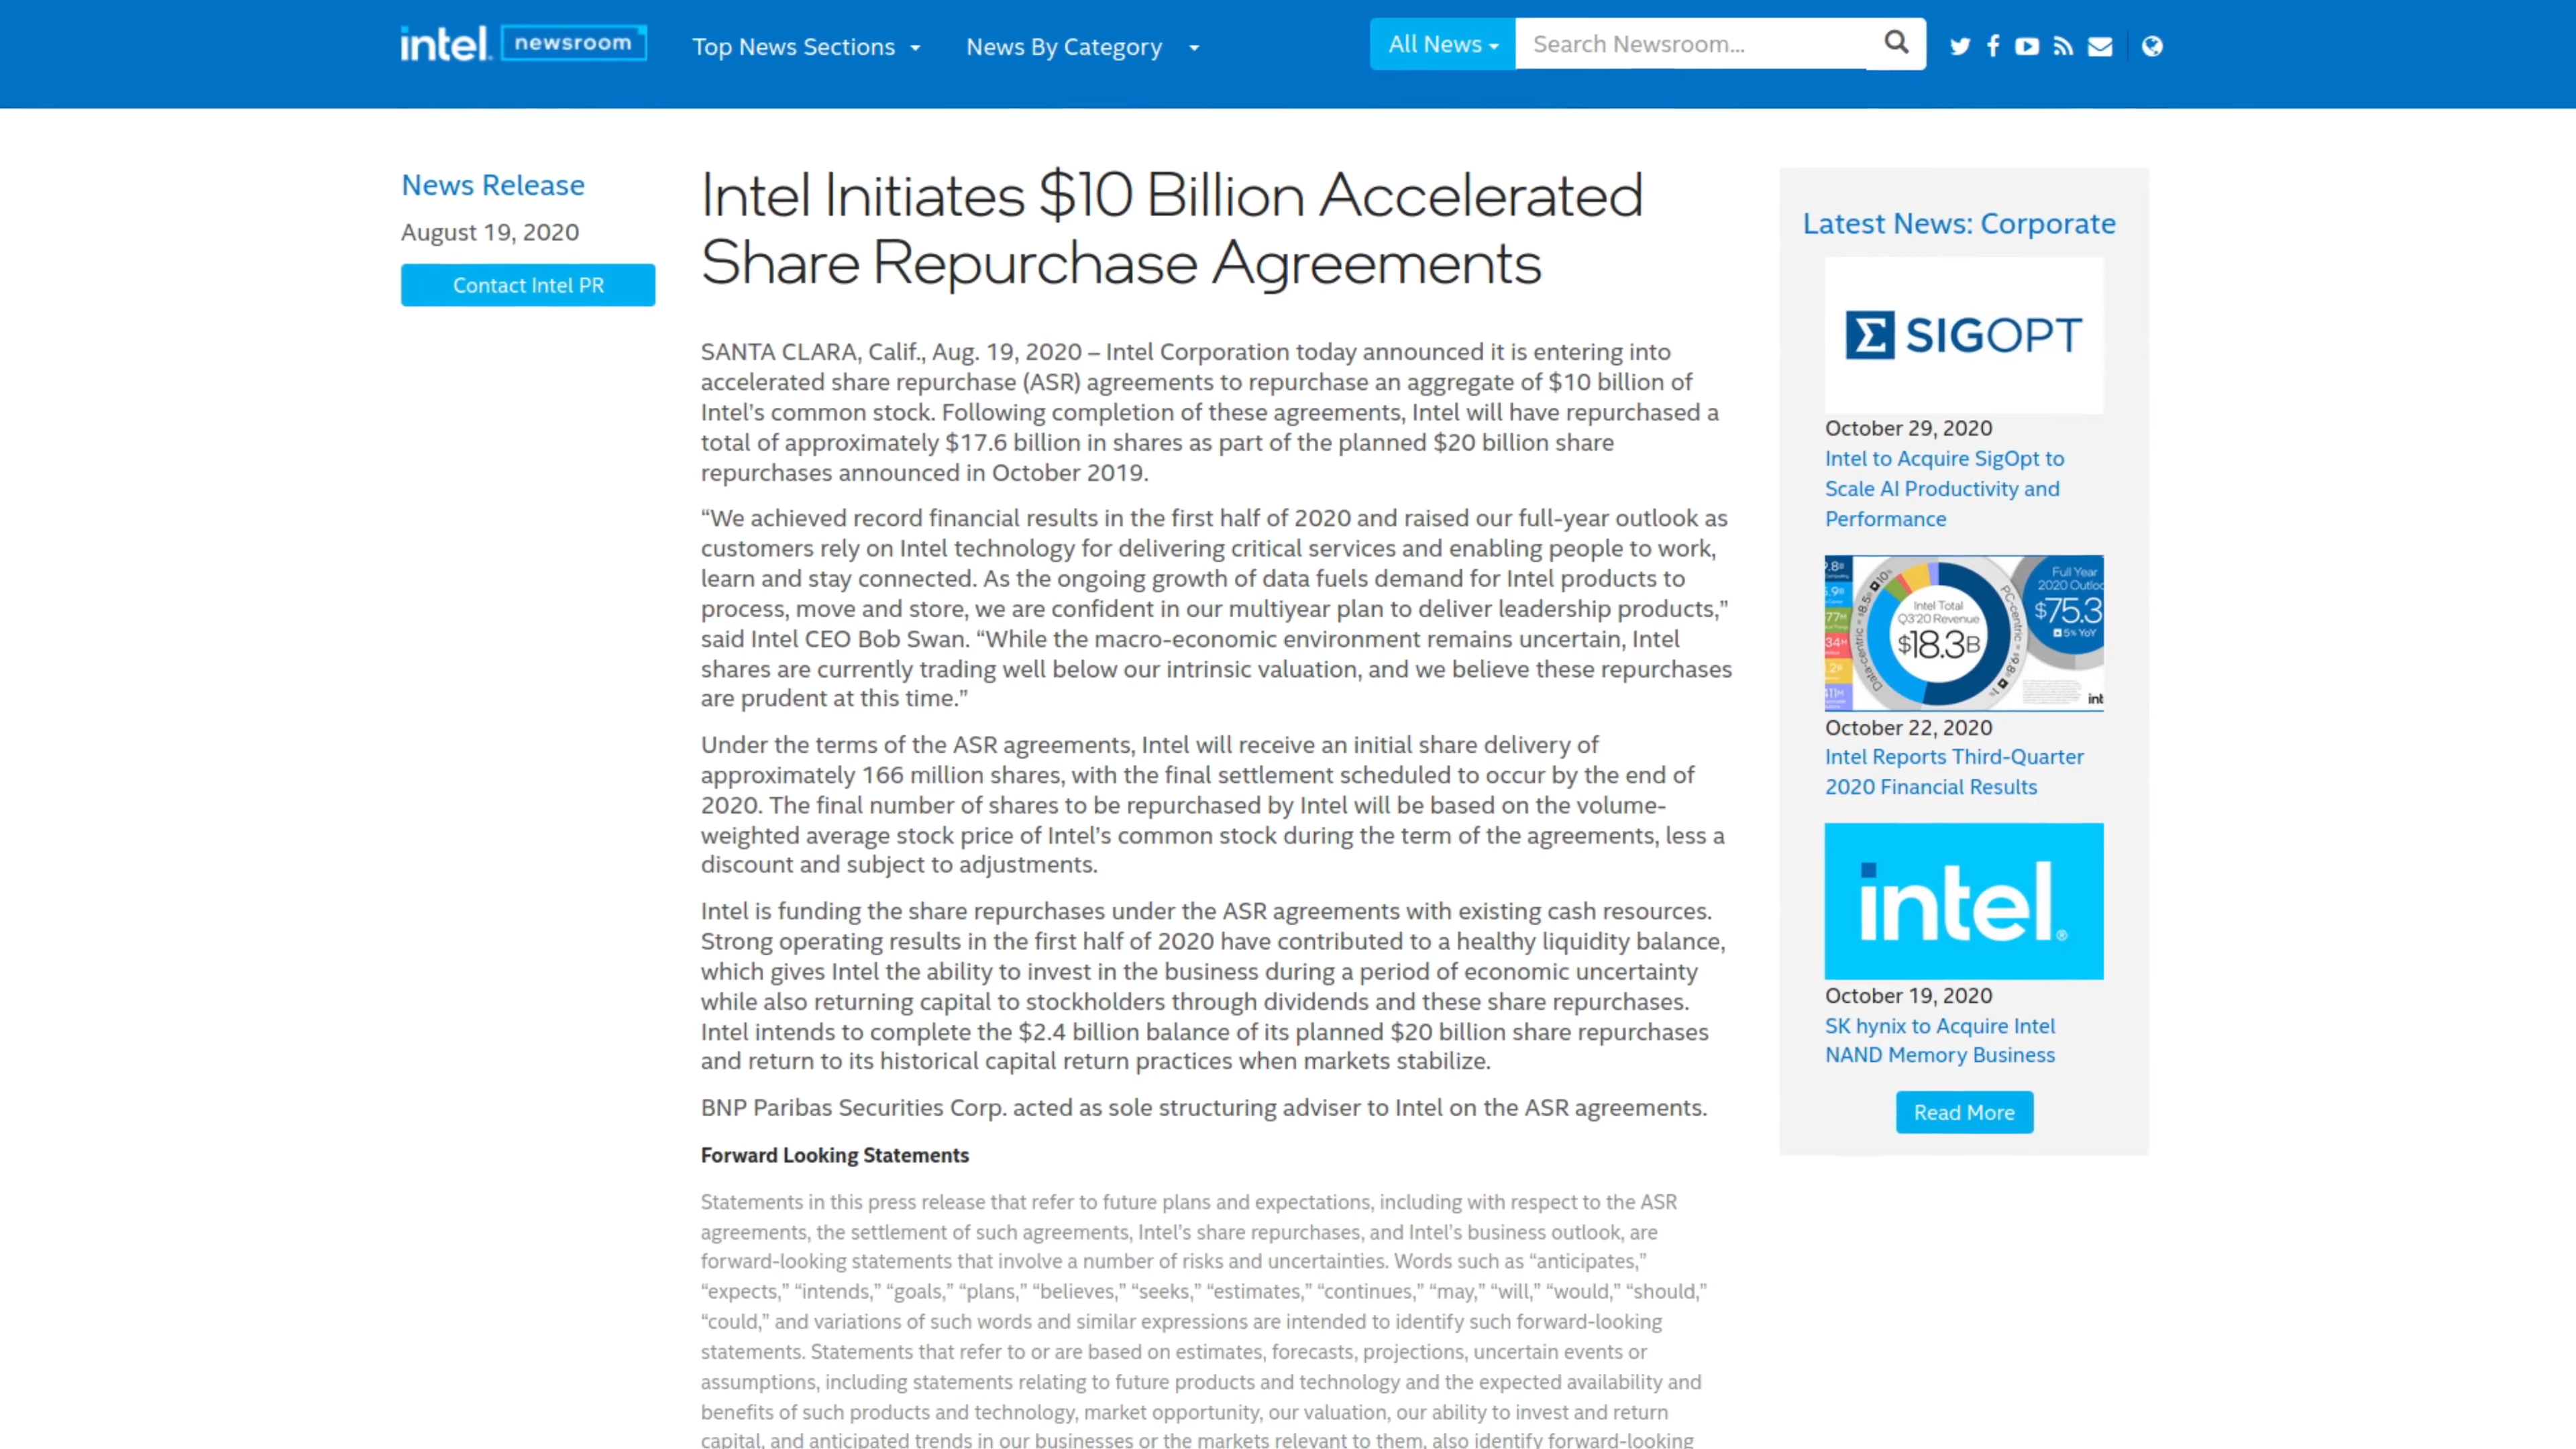 intel. newsroom
Top News Sections
News By Category
All News
Search Newsroom...
News Release
August 19, 2020
Contact Intel PR
Intel Initiates $10 Billion Accelerated
Share Repurchase Agreements
SANTA CLARA, Calif., Aug. 19, 2020 – Intel Corporation today announced it is entering into
accelerated share repurchase (ASR) agreements to repurchase an aggregate of $10 billion of
Intel’s common stock. Following completion of these agreements, Intel will have repurchased a
total of approximately $17.6 billion in shares as part of the planned $20 billion share
repurchases announced in October 2019.
“We achieved record financial results in the first half of 2020 and raised our full-year outlook as
customers rely on Intel technology for delivering critical services and enabling people to work,
learn and stay connected. As the ongoing growth of data fuels demand for Intel products to
process, move and store, we are confident in our multiyear plan to deliver leadership products,”
said Intel CEO Bob Swan. “While the macro-economic environment remains uncertain, Intel
shares are currently trading well below our intrinsic valuation, and we believe these repurchases
are prudent at this time.”
Under the terms of the ASR agreements, Intel will receive an initial share delivery of
approximately 166 million shares, with the final settlement scheduled to occur by the end of
2020. The final number of shares to be repurchased by Intel will be based on the volume-
weighted average stock price of Intel’s common stock during the term of the agreements, less a
discount and subject to adjustments.
Intel is funding the share repurchases under the ASR agreements with existing cash resources.
Strong operating results in the first half of 2020 have contributed to a healthy liquidity balance,
which gives Intel the ability to invest in the business during a period of economic uncertainty
while also returning capital to stockholders through dividends and these share repurchases.
Intel intends to complete the $2.4 billion balance of its planned $20 billion share repurchases
and return to its historical capital return practices when markets stabilize.
BNP Paribas Securities Corp. acted as sole structuring adviser to Intel on the ASR agreements.
Forward Looking Statements
Statements in this press release that refer to future plans and expectations, including with respect to the ASR
agreements, the settlement of such agreements, Intel’s share repurchases, and Intel’s business outlook, are
forward-looking statements that involve a number of risks and uncertainties. Words such as “anticipates,”
“expects,” “intends,” “goals,” “plans,” “believes,” “seeks,” “estimates,” “continues,” “may,” “will,” “would,” “should,”
“could,” and variations of such words and similar expressions are intended to identify such forward-looking
statements. Statements that refer to or are based on estimates, forecasts, projections, uncertain events or
assumptions, including statements relating to future products and technology and the expected availability and
benefits of such products and technology, market opportunity, our valuation, our ability to invest and return
capital, and anticipated trends in our businesses or the markets relevant to them, also identify forward-looking
Latest News: Corporate
SIGOPT
October 29, 2020
Intel to Acquire SigOpt to
Scale AI Productivity and
Performance
Intel Total
Q3'20 Revenue
$18.3B
Data-centric
PC-centric
Full Year
2020 Outloo
$75.3
5% YoY
int
October 22, 2020
Intel Reports Third-Quarter
2020 Financial Results
intel.®
October 19, 2020
SK hynix to Acquire Intel
NAND Memory Business
Read More